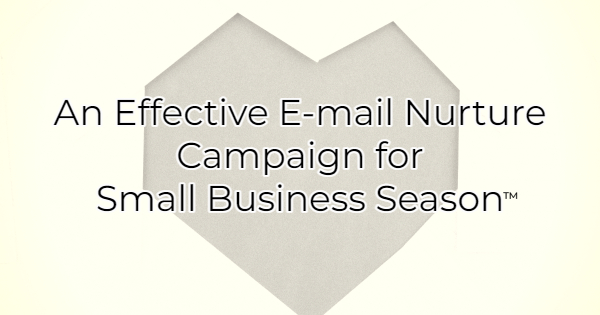 An Effective E-mail Nurture
Campaign for
Small Business Season™